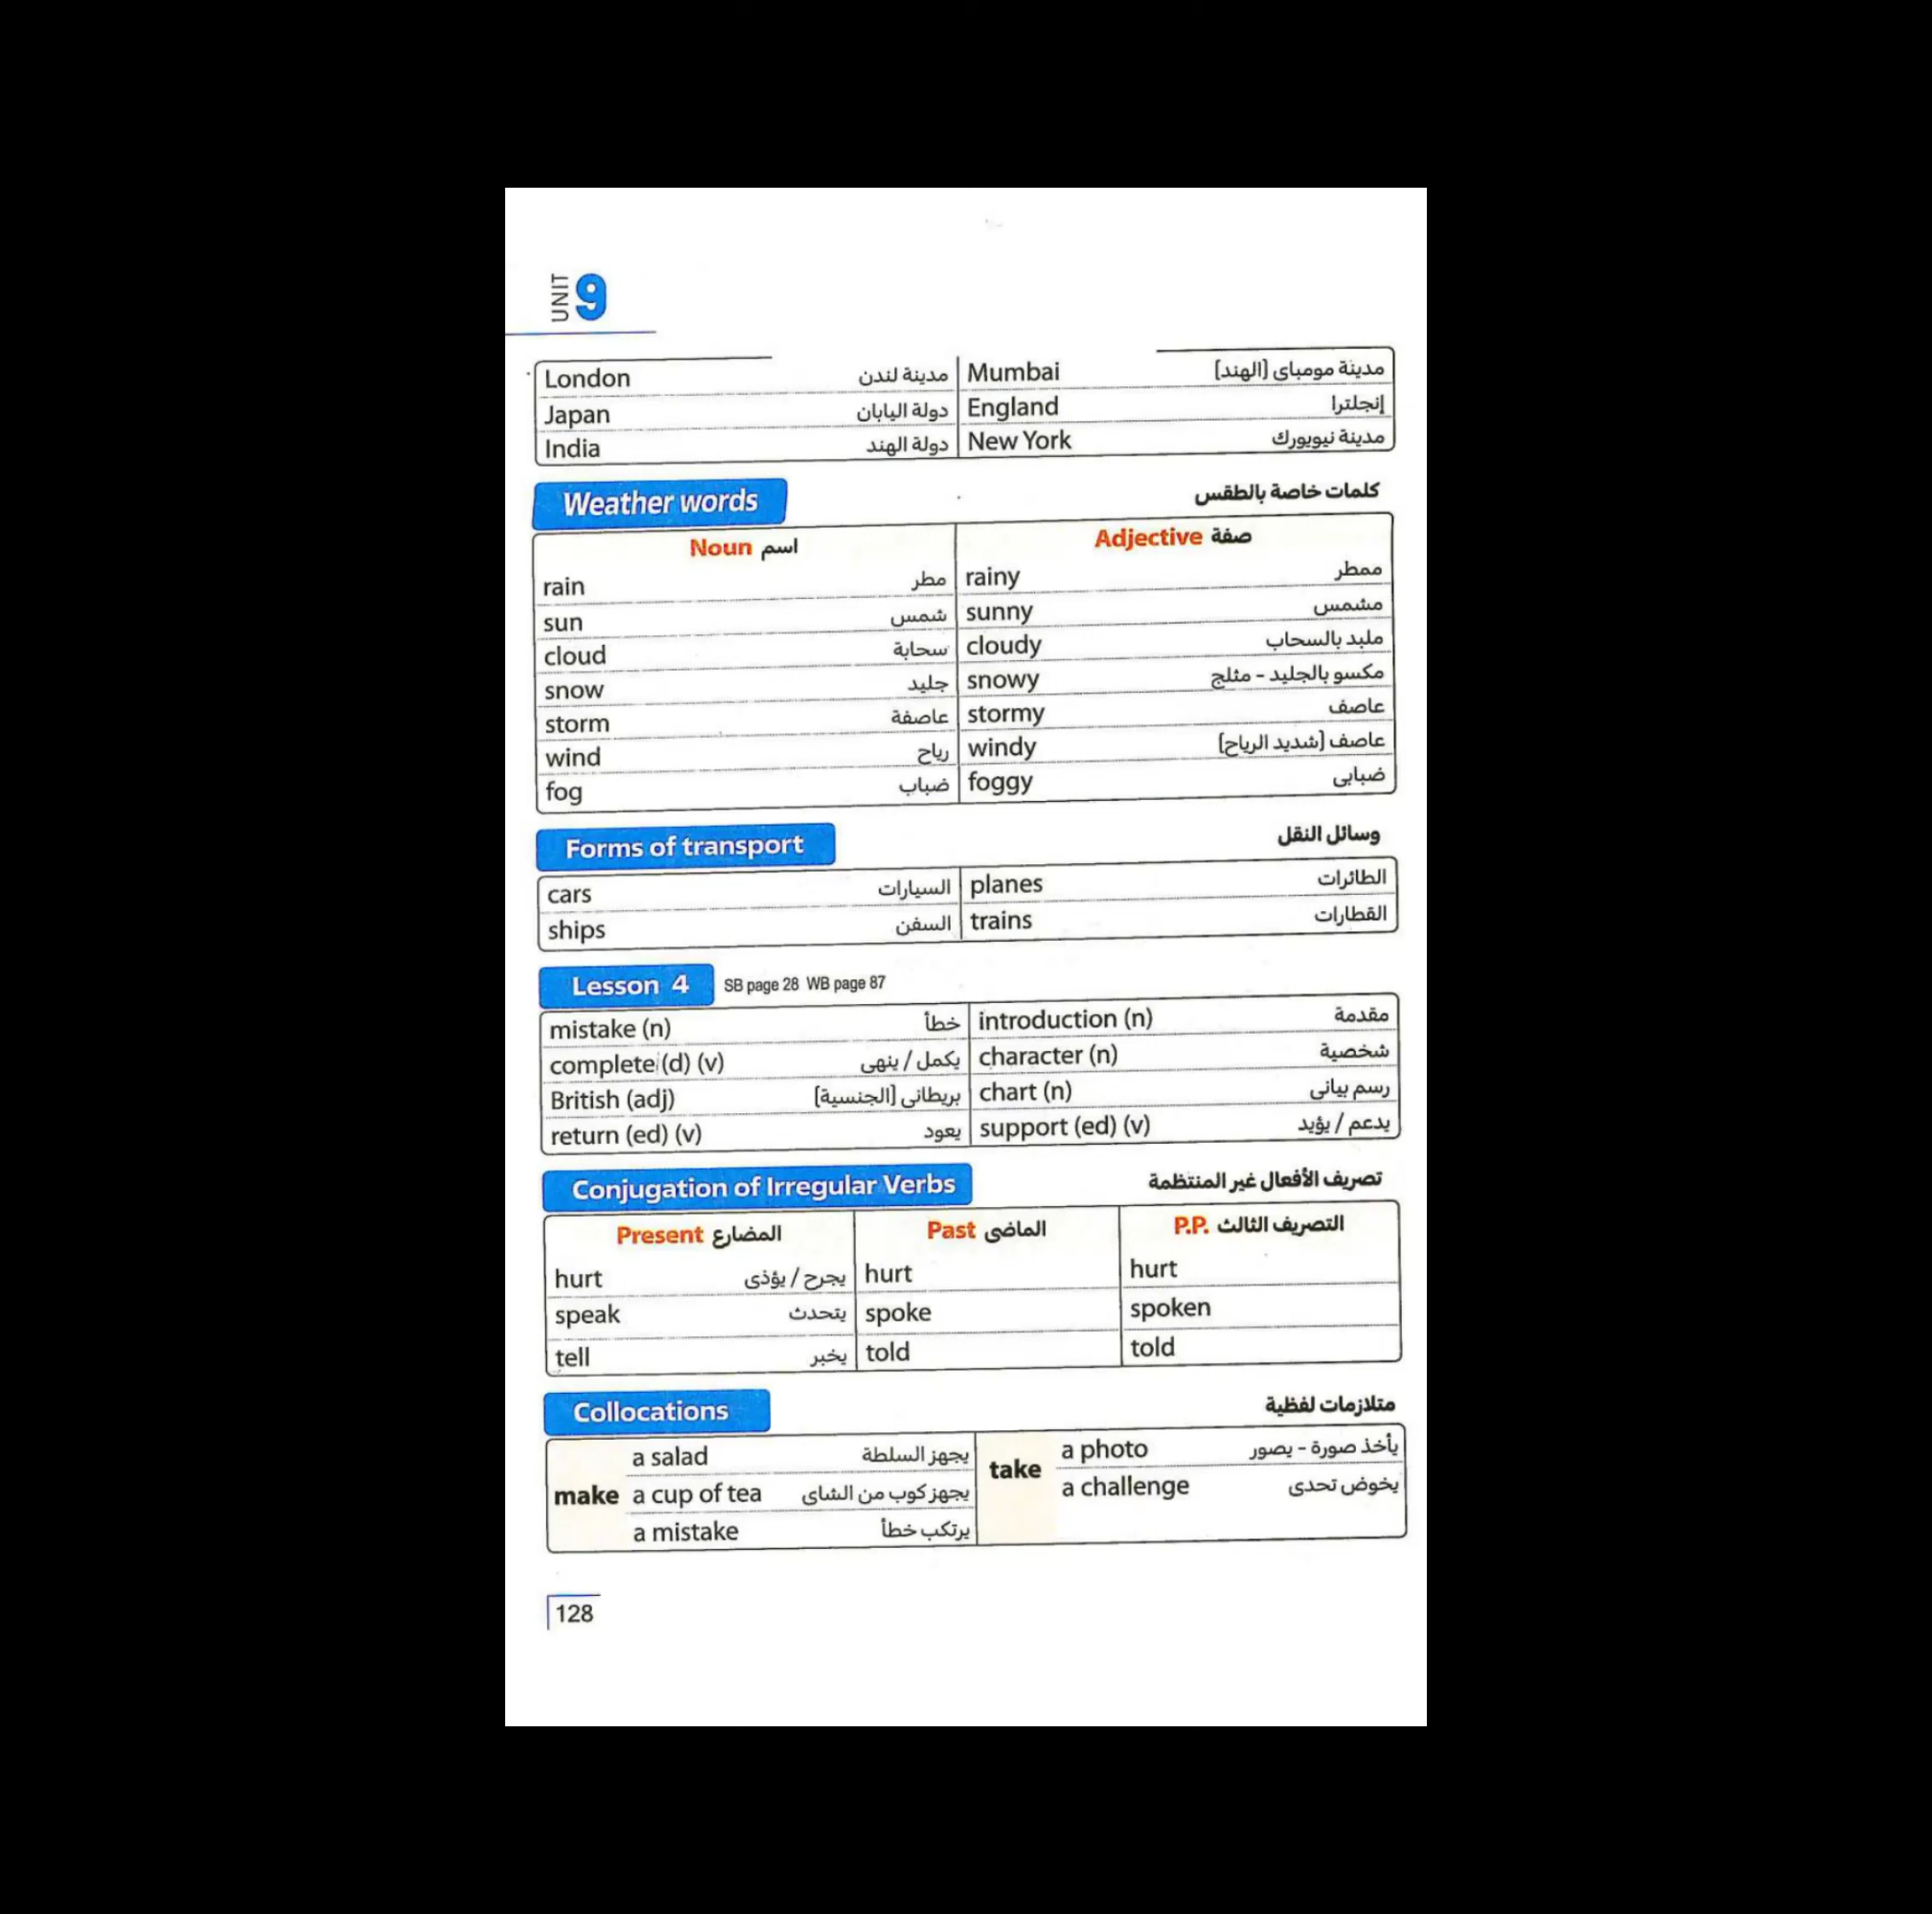 UNIT 9
London مدينة لندن Mumbai مدينة مومباى [الهند]
Japan دولة اليابان England إنجلترا
India دولة الهند New York مدينة نيويورك
Weather words كلمات خاصة بالطقس
Noun اسم Adjective صفة
rain مطر rainy ممطر
sun شمس sunny مشمس
cloud سحابة cloudy ملبد بالسحاب
snow جليد snowy مكسو بالجليد - مثلج
storm عاصفة stormy عاصف
wind رياح windy عاصف [شديد الرياح]
fog ضباب foggy ضبابى
Forms of transport وسائل النقل
cars السيارات planes الطائرات
ships السفن trains القطارات
Lesson 4 SB page 28 WB page 87
mistake (n) خطأ introduction (n) مقدمة
complete (d) (v) يكمل / ينهى character (n) شخصية
British (adj) بريطانى [الجنسية] chart (n) رسم بيانى
return (ed) (v) يعود support (ed) (v) يدعم / يؤيد
Conjugation of Irregular Verbs تصريف الأفعال غير المنتظمة
Present المضارع Past الماضى P.P. التصريف الثالث
hurt يجرح / يؤذى hurt hurt
speak يتحدث spoke spoken
tell يخبر told told
Collocations متلازمات لفظية
make a salad يجهز السلطة take a photo يأخذ صورة - يصور
a cup of tea يجهز كوب من الشاى a challenge يخوض تحدى
a mistake يرتكب خطأ
128